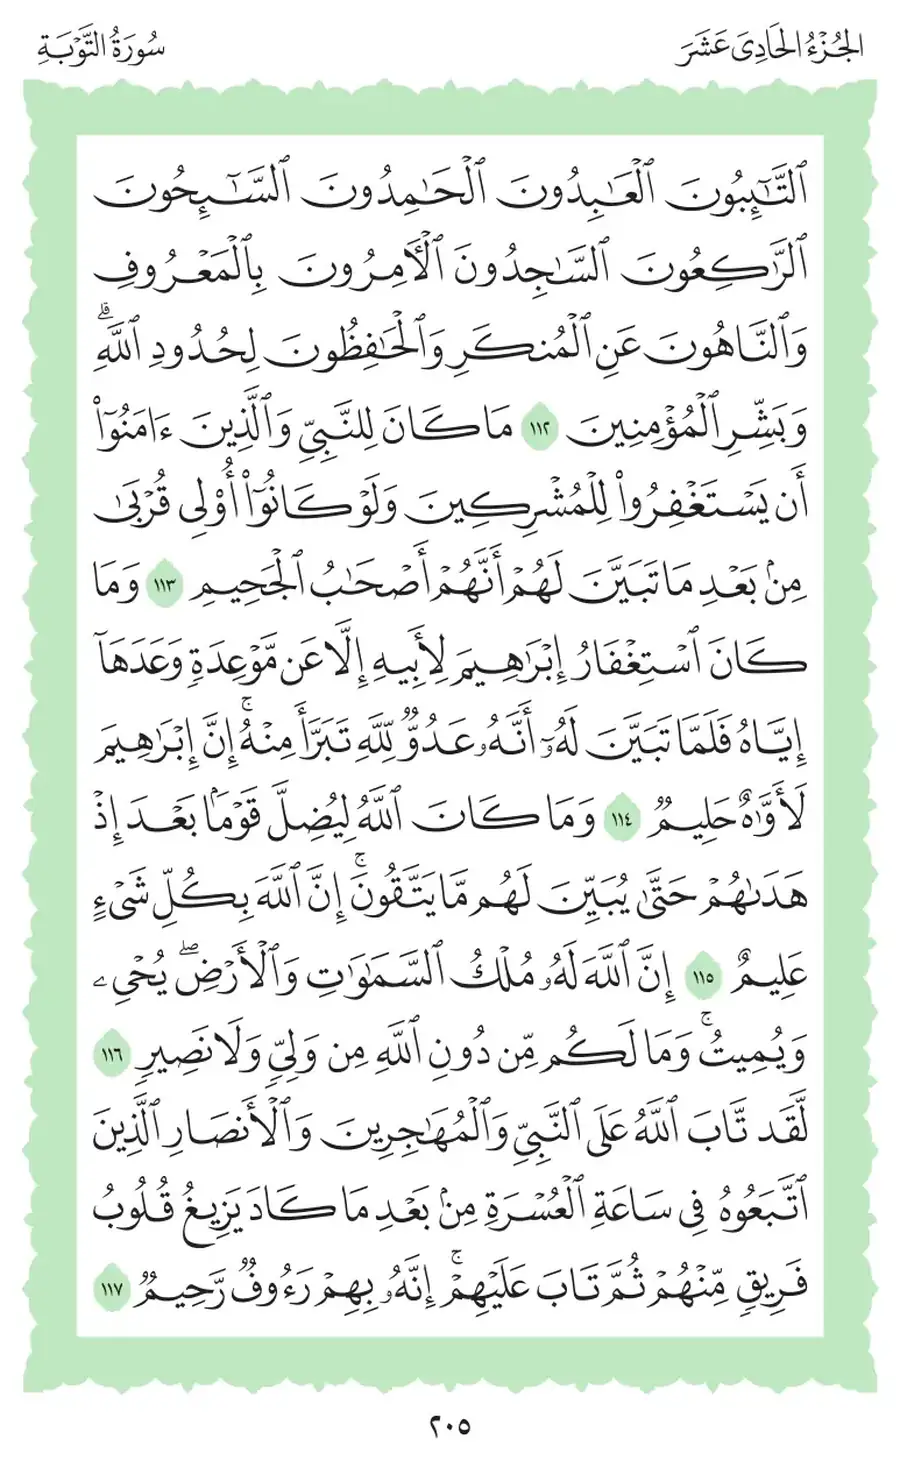 الجُزْءُ الحَادِىَ عَشَرَ
سُورَةُ التَّوۡبَةِ
ٱلتَّٰٓئِبُونَ ٱلۡعَٰبِدُونَ ٱلۡحَٰمِدُونَ ٱلسَّٰٓئِحُونَ
ٱلرَّٰكِعُونَ ٱلسَّٰجِدُونَ ٱلۡأٓمِرُونَ بِٱلۡمَعۡرُوفِ
وَٱلنَّاهُونَ عَنِ ٱلۡمُنكَرِ وَٱلۡحَٰفِظُونَ لِحُدُودِ ٱللَّهِۗ
وَبَشِّرِ ٱلۡمُؤۡمِنِينَ ١١٢ مَا كَانَ لِلنَّبِيِّ وَٱلَّذِينَ ءَامَنُوٓاْ
أَن يَسۡتَغۡفِرُواْ لِلۡمُشۡرِكِينَ وَلَوۡ كَانُوٓاْ أُوْلِى قُرۡبَىٰ
مِنۢ بَعۡدِ مَا تَبَيَّنَ لَهُمۡ أَنَّهُمۡ أَصۡحَٰبُ ٱلۡجَحِيمِ ١١٣ وَمَا
كَانَ ٱسۡتِغۡفَارُ إِبۡرَٰهِيمَ لِأَبِيهِ إِلَّا عَن مَّوۡعِدَةٖ وَعَدَهَآ
إِيَّاهُ فَلَمَّا تَبَيَّنَ لَهُۥٓ أَنَّهُۥ عَدُوّٞ لِّلَّهِ تَبَرَّأَ مِنۡهُۚ إِنَّ إِبۡرَٰهِيمَ
لَأَوَّٰهٌ حَلِيمٞ ١١٤ وَمَا كَانَ ٱللَّهُ لِيُضِلَّ قَوۡمَۢا بَعۡدَ إِذۡ
هَدَىٰهُمۡ حَتَّىٰ يُبَيِّنَ لَهُم مَّا يَتَّقُونَۚ إِنَّ ٱللَّهَ بِكُلِّ شَىۡءٍ
عَلِيمٌ ١١٥ إِنَّ ٱللَّهَ لَهُۥ مُلۡكُ ٱلسَّمَٰوَٰتِ وَٱلۡأَرۡضِۖ يُحۡىِۦ
وَيُمِيتُۚ وَمَا لَكُم مِّن دُونِ ٱللَّهِ مِن وَلِيّٖ وَلَا نَصِيرٖ ١١٦
لَّقَد تَّابَ ٱللَّهُ عَلَى ٱلنَّبِيِّ وَٱلۡمُهَٰجِرِينَ وَٱلۡأَنصَارِ ٱلَّذِينَ
ٱتَّبَعُوهُ فِى سَاعَةِ ٱلۡعُسۡرَةِ مِنۢ بَعۡدِ مَا كَادَ يَزِيغُ قُلُوبُ
فَرِيقٖ مِّنۡهُمۡ ثُمَّ تَابَ عَلَيۡهِمۡۚ إِنَّهُۥ بِهِمۡ رَءُوفٞ رَّحِيمٞ ١١٧
٢٠٥